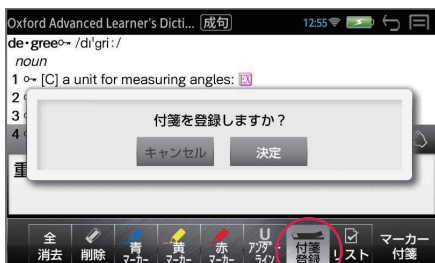 Oxford Advanced Learner's Dicti... 成句 12:55
de·gree /dɪˈɡriː/
noun
1 [C] a unit for measuring angles: EX
2
3
付箋を登録しますか？
4
キャンセル 決定
重
全消去 削除 青マーカー 黄マーカー 赤マーカー U アンダーライン 付箋登録 リスト マーカー付箋